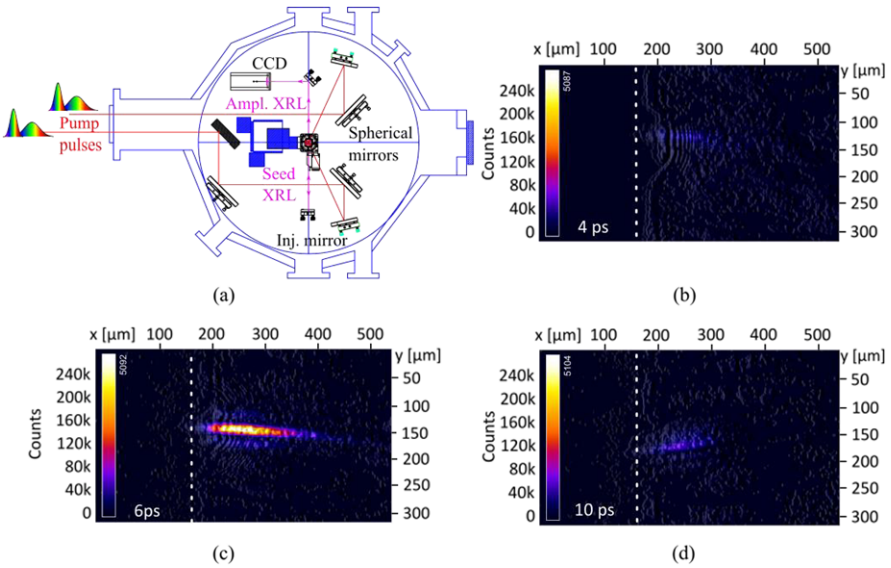 CCD
Ampl. XRL
Pump
pulses
Spherical
mirrors
Seed
XRL
Inj. mirror
(a)
x [µm] 100 200 300 400 500
y [µm]
Counts
240k
200k
160k
120k
80k
40k
0
5087
50
100
150
200
250
300
4 ps
(b)
x [µm] 100 200 300 400 500
y [µm]
Counts
240k
200k
160k
120k
80k
40k
0
5092
50
100
150
200
250
300
6ps
(c)
x [µm] 100 200 300 400 500
y [µm]
Counts
240k
200k
160k
120k
80k
40k
0
5104
50
100
150
200
250
300
10 ps
(d)